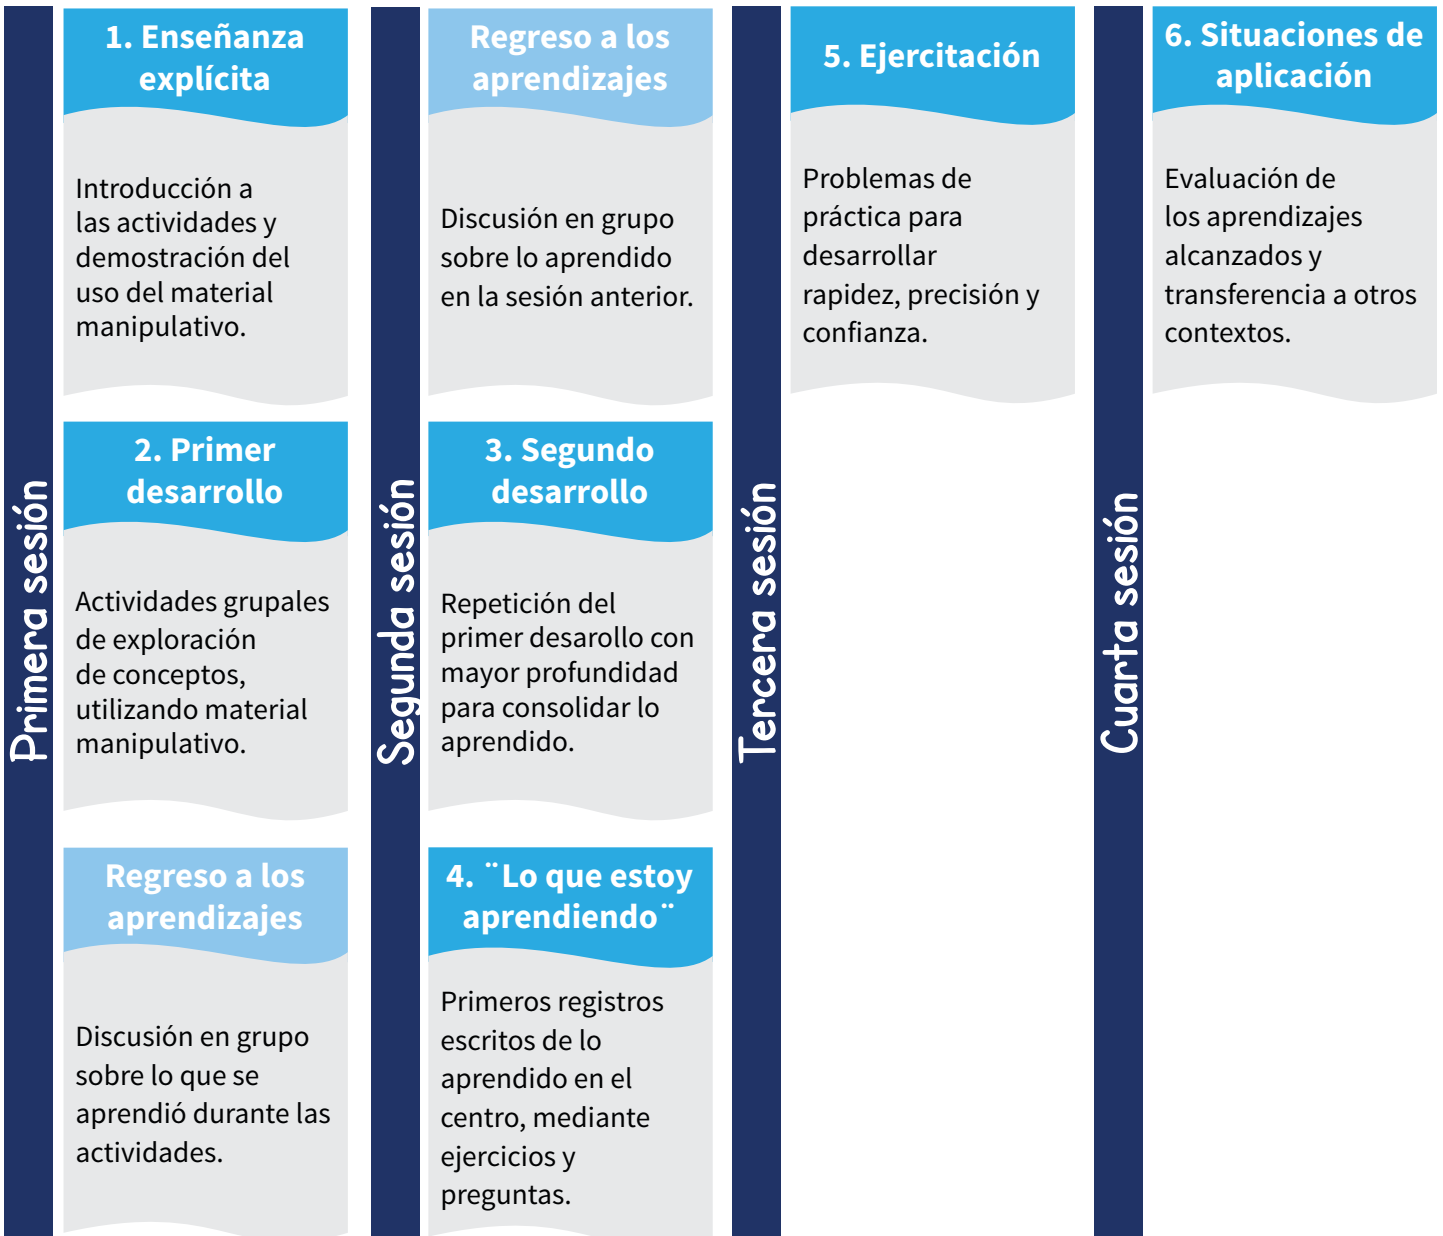 Primera sesión
1. Enseñanza
explícita
Introducción a
las actividades y
demostración del
uso del material
manipulativo.
2. Primer
desarrollo
Actividades grupales
de exploración
de conceptos,
utilizando material
manipulativo.
Regreso a los
aprendizajes
Discusión en grupo
sobre lo que se
aprendió durante las
actividades.
Segunda sesión
Regreso a los
aprendizajes
Discusión en grupo
sobre lo aprendido
en la sesión anterior.
3. Segundo
desarrollo
Repetición del
primer desarollo con
mayor profundidad
para consolidar lo
aprendido.
4. ¨Lo que estoy
aprendiendo¨
Primeros registros
escritos de lo
aprendido en el
centro, mediante
ejercicios y
preguntas.
Tercera sesión
5. Ejercitación
Problemas de
práctica para
desarrollar
rapidez, precisión y
confianza.
Cuarta sesión
6. Situaciones de
aplicación
Evaluación de
los aprendizajes
alcanzados y
transferencia a otros
contextos.